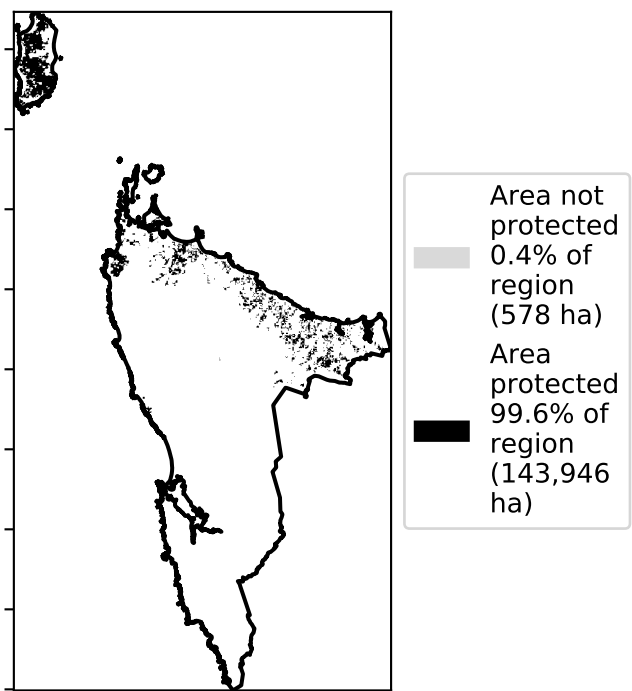 Area not
protected
0.4% of
region
(578 ha)
Area
protected
99.6% of
region
(143,946
ha)